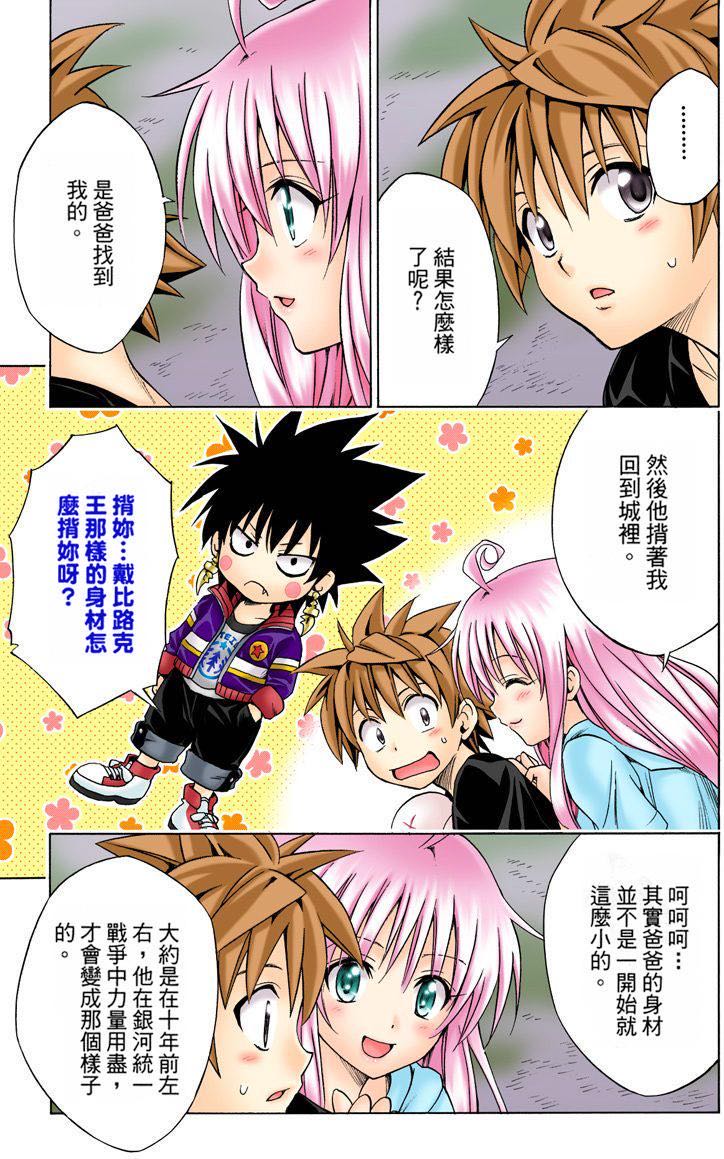 ………
結果怎麼樣
了呢？
是爸爸找到
我的。
然後他揹著我
回到城裡。
揹妳…戴比路克
王那樣的身材怎
麼揹妳呀？
呵呵呵…
其實爸爸的身材
並不是一開始就
這麼小的。
大約是在十年前左
右，他在銀河統一
戰爭中力量用盡，
才會變成那個樣子
的。